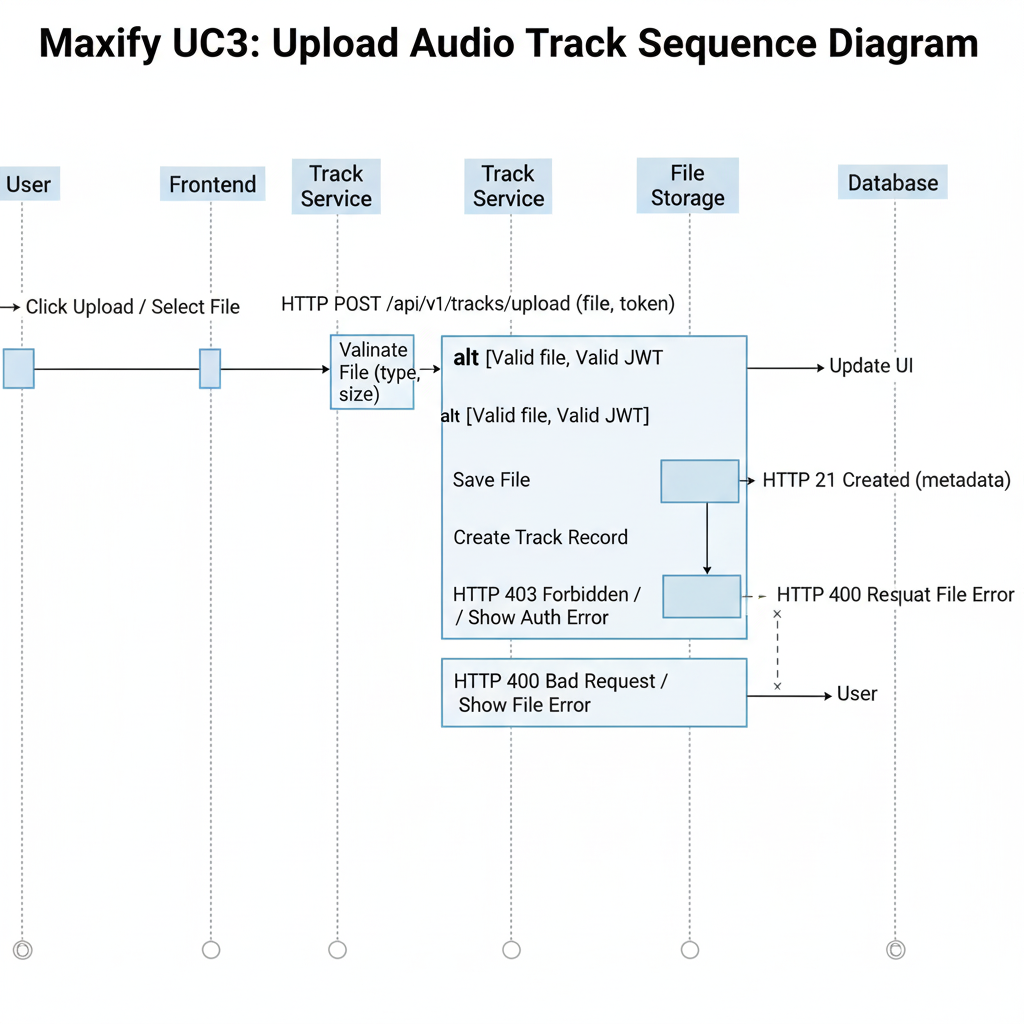 Maxify UC3: Upload Audio Track Sequence Diagram
User
Frontend
Track
Service
Track
Service
File
Storage
Database
Click Upload / Select File
HTTP POST /api/v1/tracks/upload (file, token)
Valinate
File (type,
size)
alt [Valid file, Valid JWT
Update UI
alt [Valid file, Valid JWT]
Save File
HTTP 21 Created (metadata)
Create Track Record
HTTP 403 Forbidden /
/ Show Auth Error
HTTP 400 Resquat File Error
HTTP 400 Bad Request /
Show File Error
User